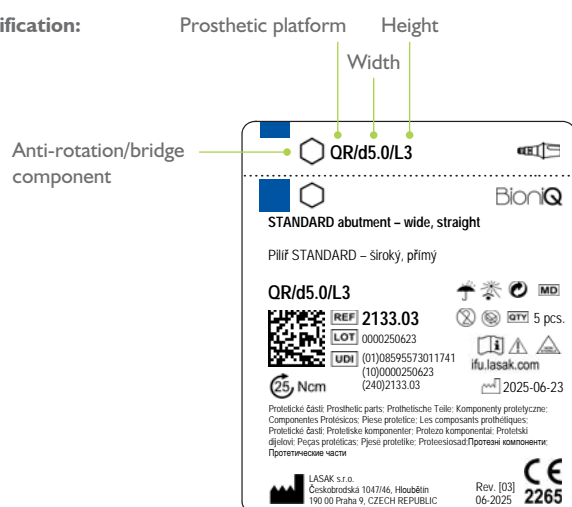 ification:
Prosthetic platform
Height
Width
Anti-rotation/bridge
component
QR/d5.0/L3
BioniQ
STANDARD abutment – wide, straight
Pilíř STANDARD – široký, přímý
QR/d5.0/L3
MD
REF 2133.03
QTY 5 pcs.
LOT 0000250623
UDI (01)08595573011741
(10)0000250623
(240)2133.03
ifu.lasak.com
25 Ncm
2025-06-23
Protetické části; Prosthetic parts; Prothetische Teile; Komponenty protetyczne;
Componentes Protésicos; Piese protetice; Les composants prothétiques;
Protetické časti; Protetiske komponenter; Protezo komponentai; Protetski
dijelovi; Peças protéticas; Pjesë protetike; Proteesiosad;Протезні компоненти;
Протетические части
LASAK s.r.o.
Českobrodská 1047/46, Hloubětín
190 00 Praha 9, CZECH REPUBLIC
Rev. [03]
06-2025
CE
2265